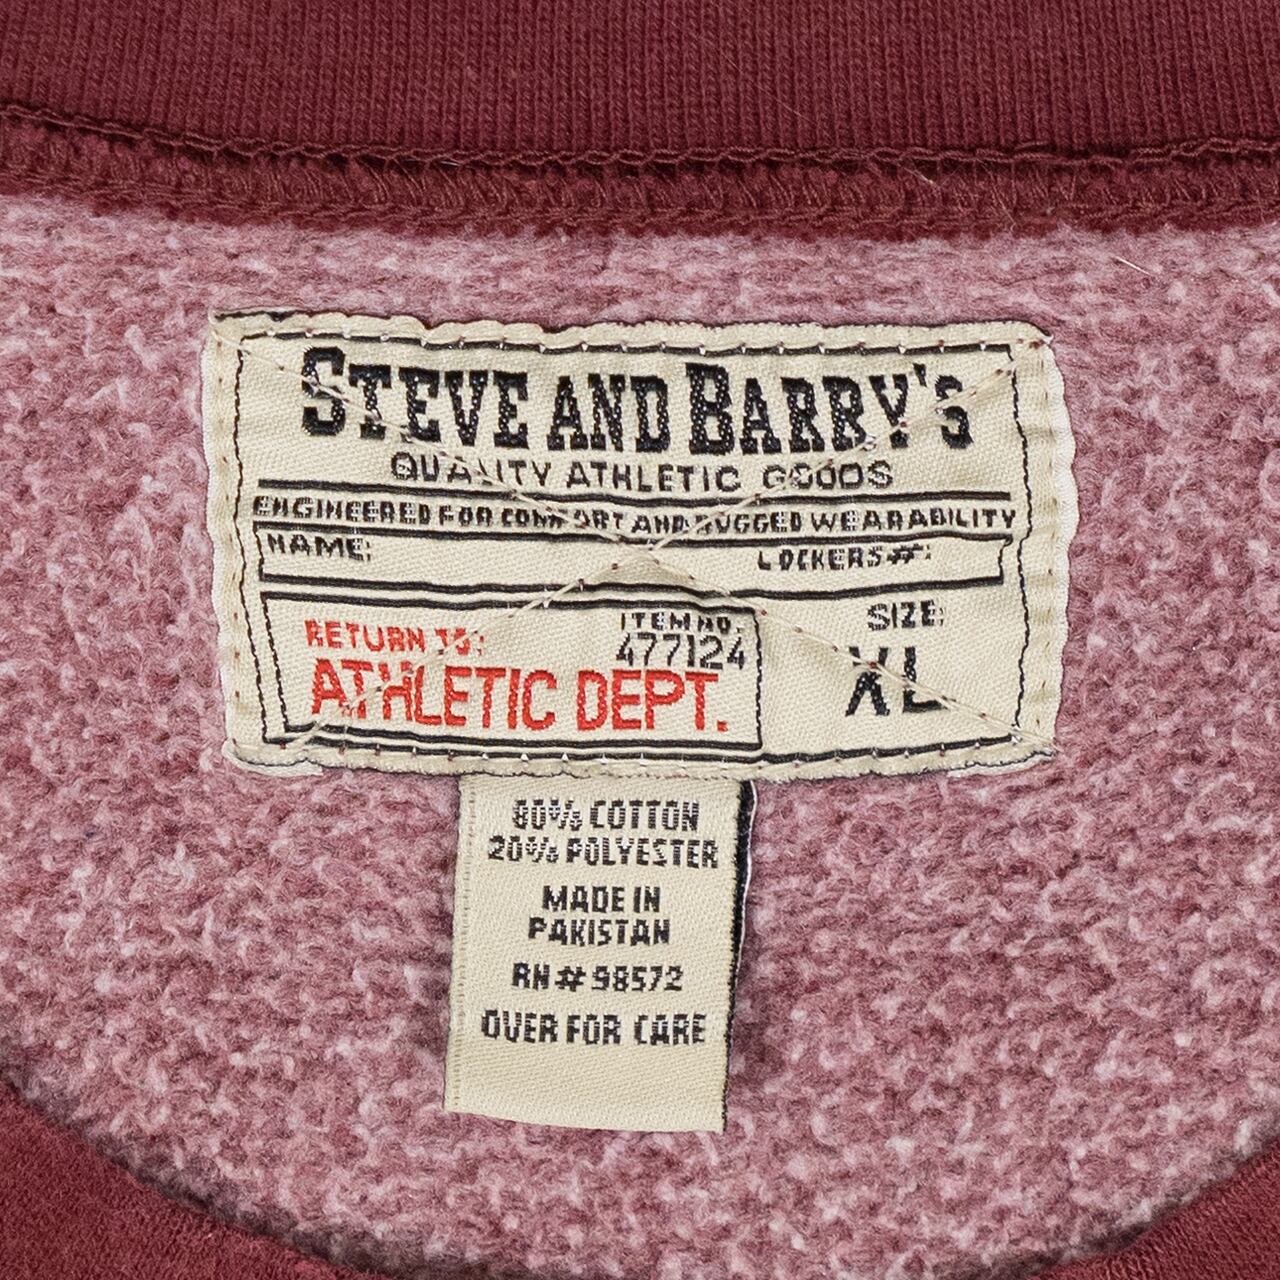 STEVE AND BARRY'S
QUALITY ATHLETIC GOODS
ENGINEERED FOR COMFORT AND RUGGED WEARABILITY
NAME: LOCKERS#:
RETURN TO: ITEM NO. SIZE:
477124
ATHLETIC DEPT. XL
80% COTTON
20% POLYESTER
MADE IN
PAKISTAN
RN # 98572
OVER FOR CARE